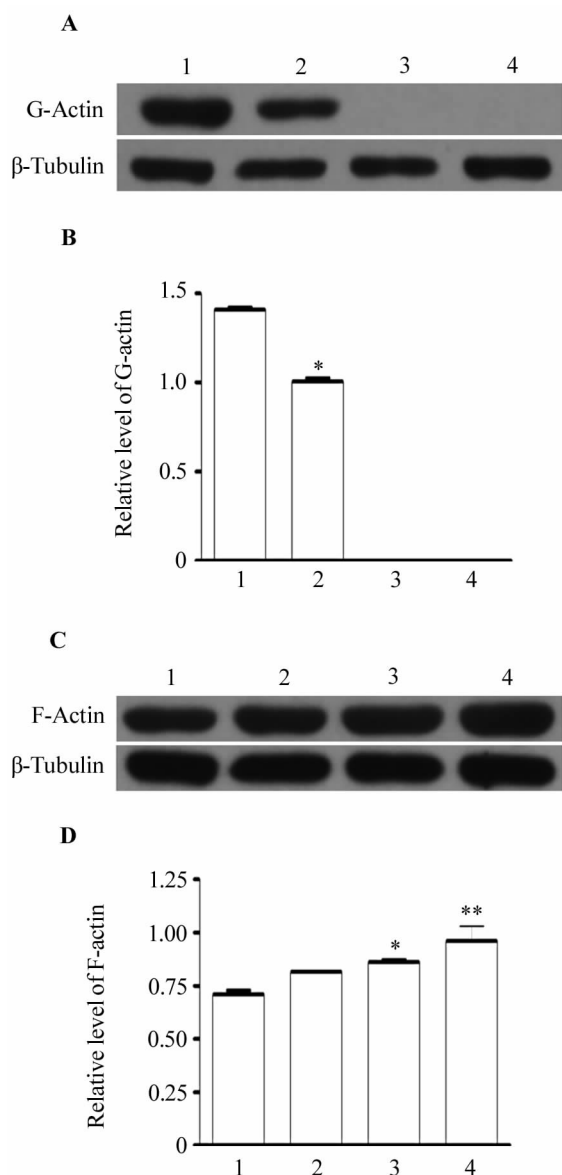 A
1 2 3 4
G-Actin
β-Tubulin
B
Relative level of G-actin
1.5
1.0
0.5
0
*
1 2 3 4
C
1 2 3 4
F-Actin
β-Tubulin
D
Relative level of F-actin
1.25
1.00
0.75
0.50
0.25
0
* **
1 2 3 4